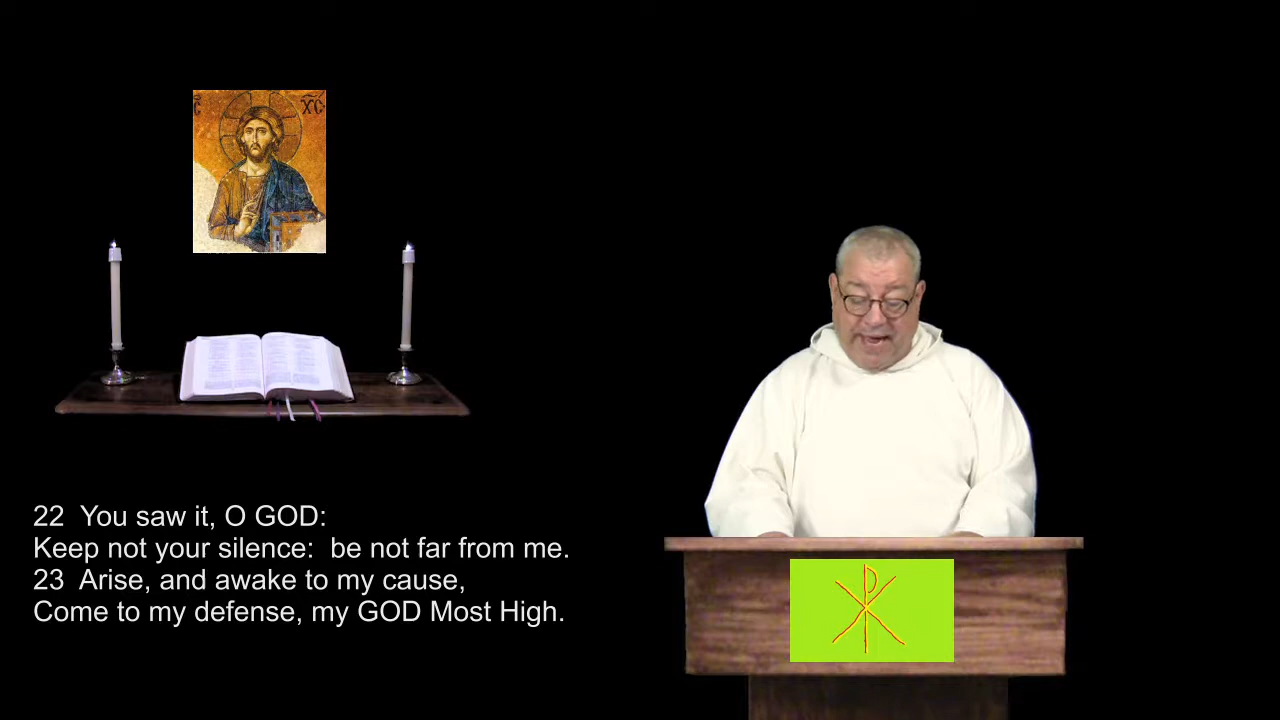 XC
22  You saw it, O GOD:
Keep not your silence:  be not far from me.
23  Arise, and awake to my cause,
Come to my defense, my GOD Most High.